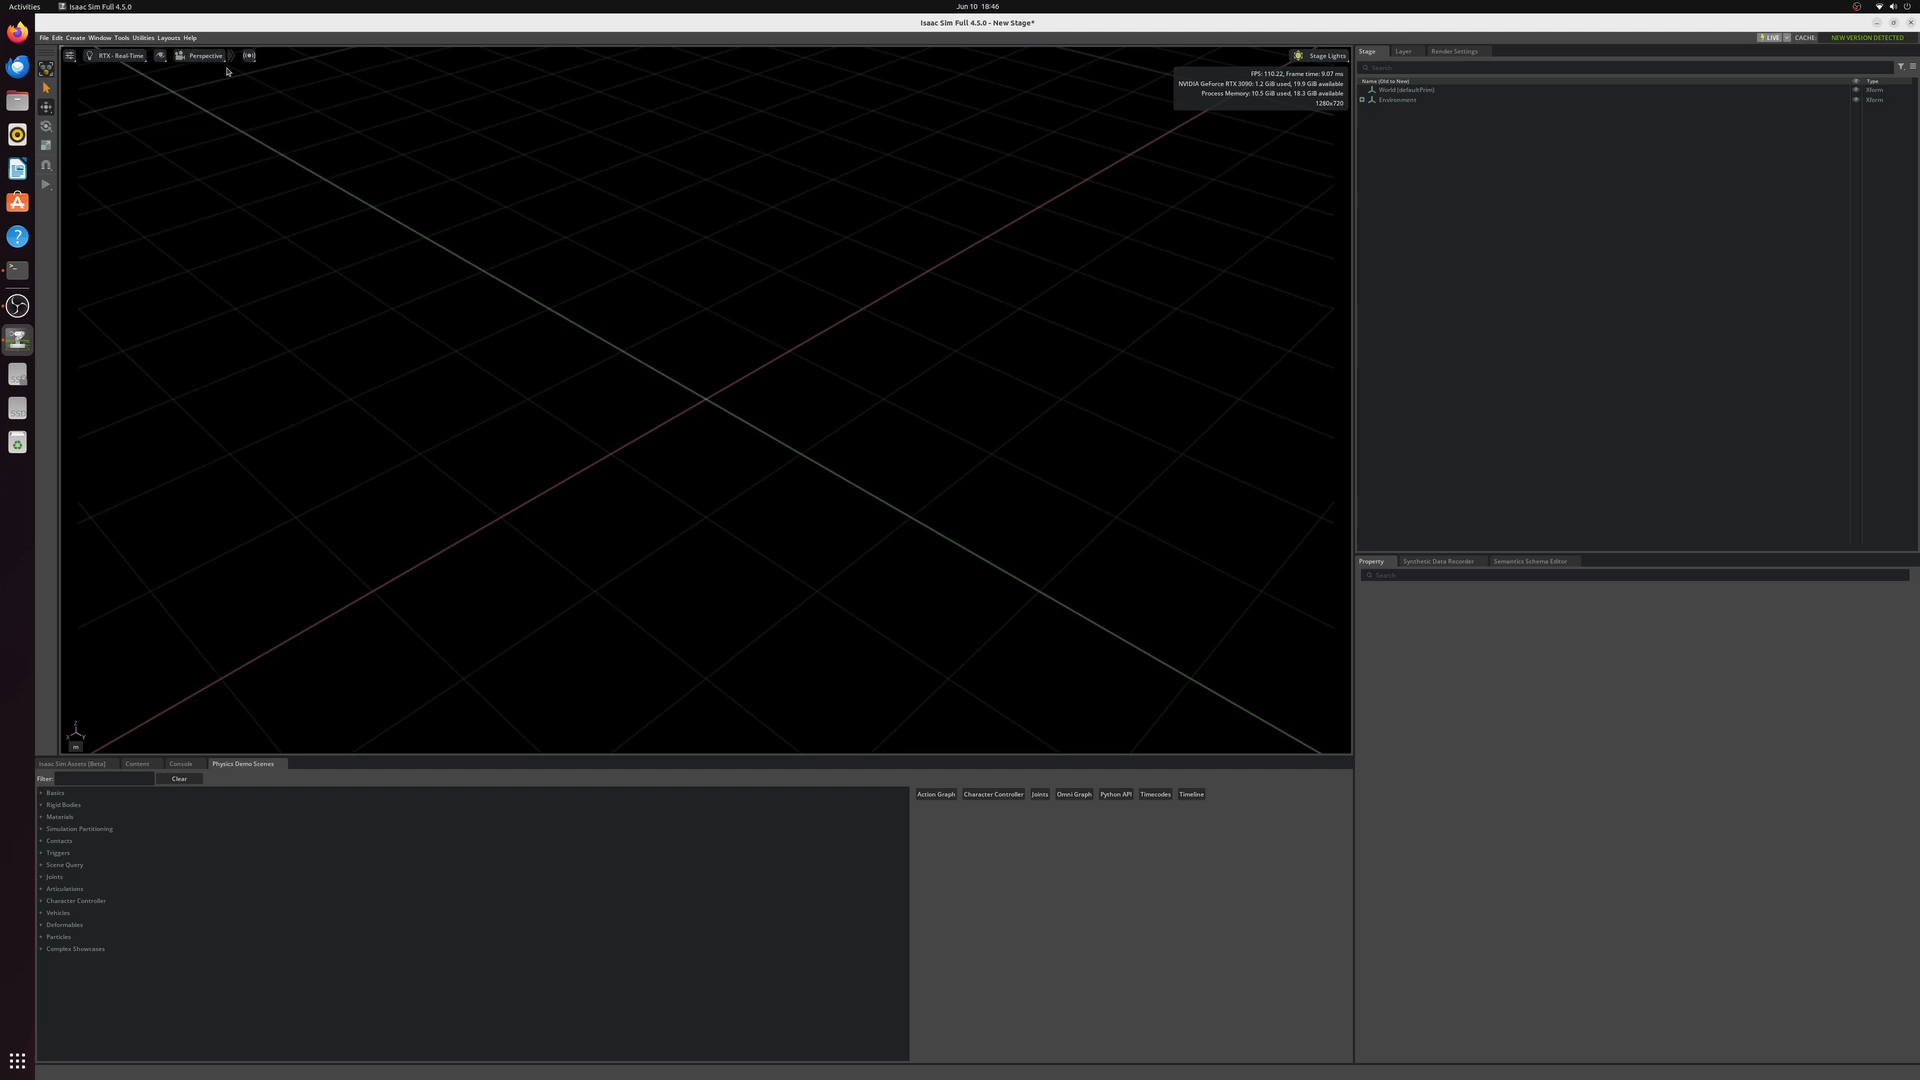 Activities
Isaac Sim Full 4.5.0
Jun 10 18:46
Isaac Sim Full 4.5.0 - New Stage*
File Edit Create Window Tools Utilities Layouts Help
LIVE
CACHE:
NEW VERSION DETECTED
RTX - Real-Time
Perspective
Stage Lights
FPS: 110.22, Frame time: 9.07 ms
NVIDIA GeForce RTX 3090: 1.2 GiB used, 19.9 GiB available
Process Memory: 10.5 GiB used, 18.3 GiB available
1280x720
Z
X
Y
m
Stage
Layer
Render Settings
Search
Name (Old to New)
Type
World (defaultPrim)
Xform
Environment
Xform
Property
Synthetic Data Recorder
Semantics Schema Editor
Search
Isaac Sim Assets [Beta]
Content
Console
Physics Demo Scenes
Filter:
Clear
+ Basics
+ Rigid Bodies
+ Materials
+ Simulation Partitioning
+ Contacts
+ Triggers
+ Scene Query
+ Joints
+ Articulations
+ Character Controller
+ Vehicles
+ Deformables
+ Particles
+ Complex Showcases
Action Graph
Character Controller
Joints
Omni Graph
Python API
Timecodes
Timeline
SSD
SSD